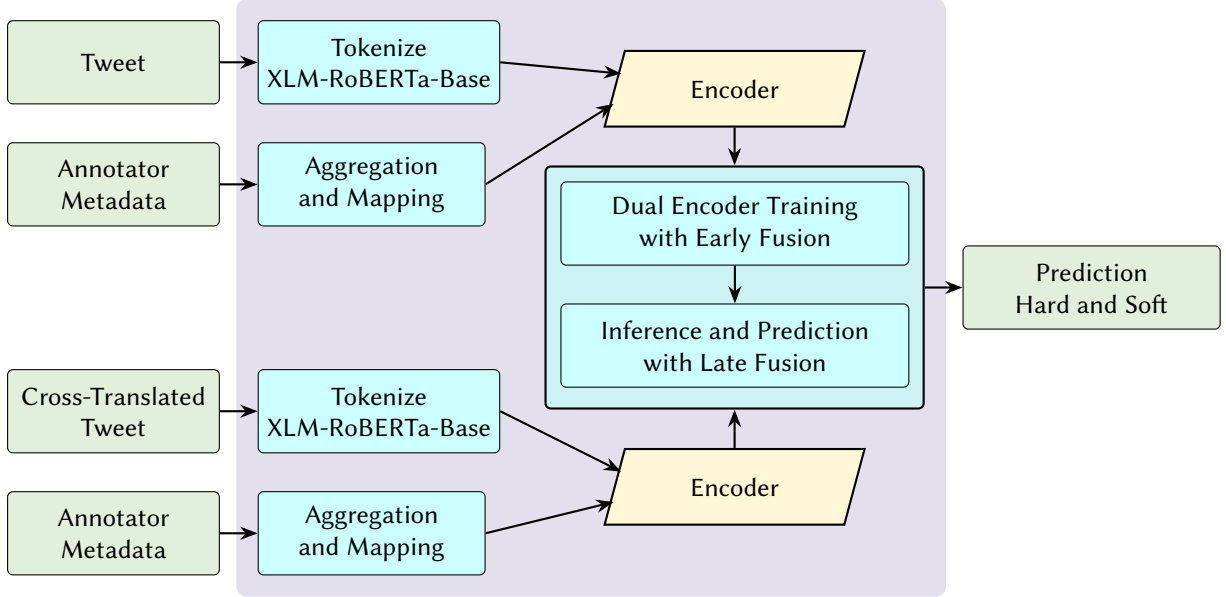 Tweet
Tokenize
XLM-RoBERTa-Base
Encoder
Annotator
Metadata
Aggregation
and Mapping
Dual Encoder Training
with Early Fusion
Inference and Prediction
with Late Fusion
Prediction
Hard and Soft
Cross-Translated
Tweet
Tokenize
XLM-RoBERTa-Base
Encoder
Annotator
Metadata
Aggregation
and Mapping